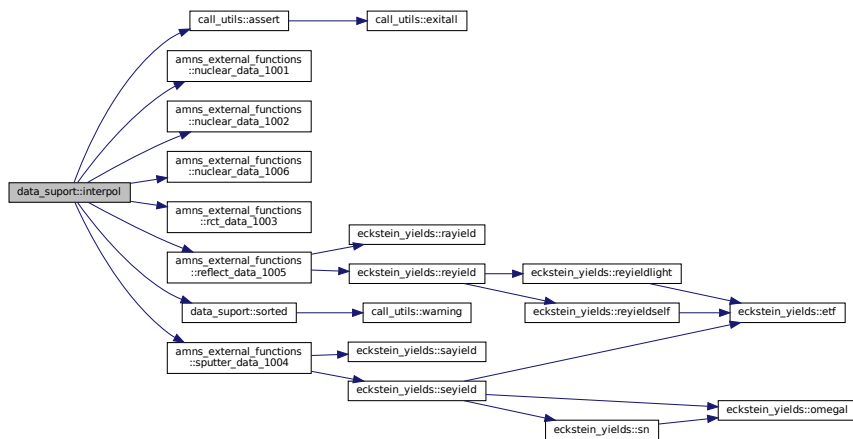 call_utils::assert
call_utils::exitall
amns_external_functions
::nuclear_data_1001
amns_external_functions
::nuclear_data_1002
amns_external_functions
::nuclear_data_1006
data_suport::interpol
amns_external_functions
::rct_data_1003
eckstein_yields::rayield
amns_external_functions
::reflect_data_1005
eckstein_yields::reyield
eckstein_yields::reyieldlight
data_suport::sorted
call_utils::warning
eckstein_yields::reyieldself
eckstein_yields::etf
amns_external_functions
::sputter_data_1004
eckstein_yields::sayield
eckstein_yields::seyield
eckstein_yields::omegal
eckstein_yields::sn